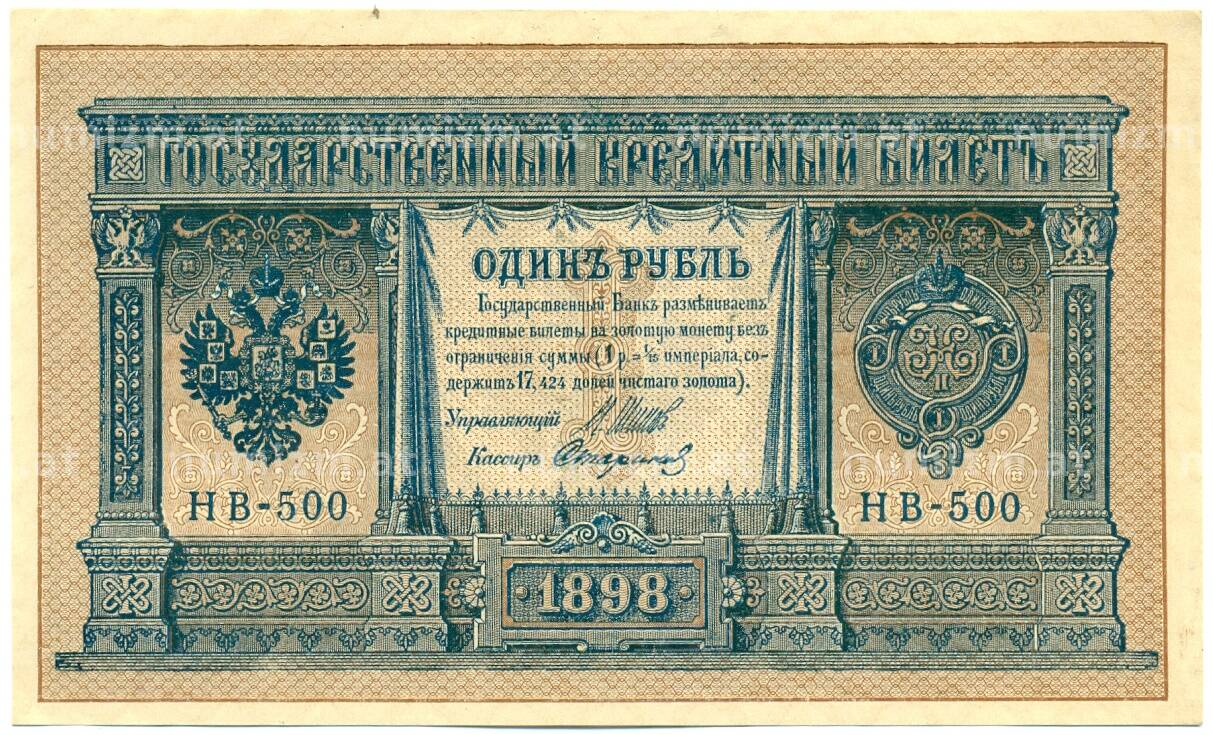 ГОСУДАРСТВЕННЫЙ КРЕДИТНЫЙ БИЛЕТЪ
ОДИНЪ РУБЛЬ
Государственный Банкъ размѣниваетъ
кредитные билеты на золотую монету безъ
ограниченія суммы (1 р. = 1/15 имперіала, со-
держитъ 17,424 долей чистаго золота).
Управляющій
Кассиръ
НВ-500
НВ-500
1898